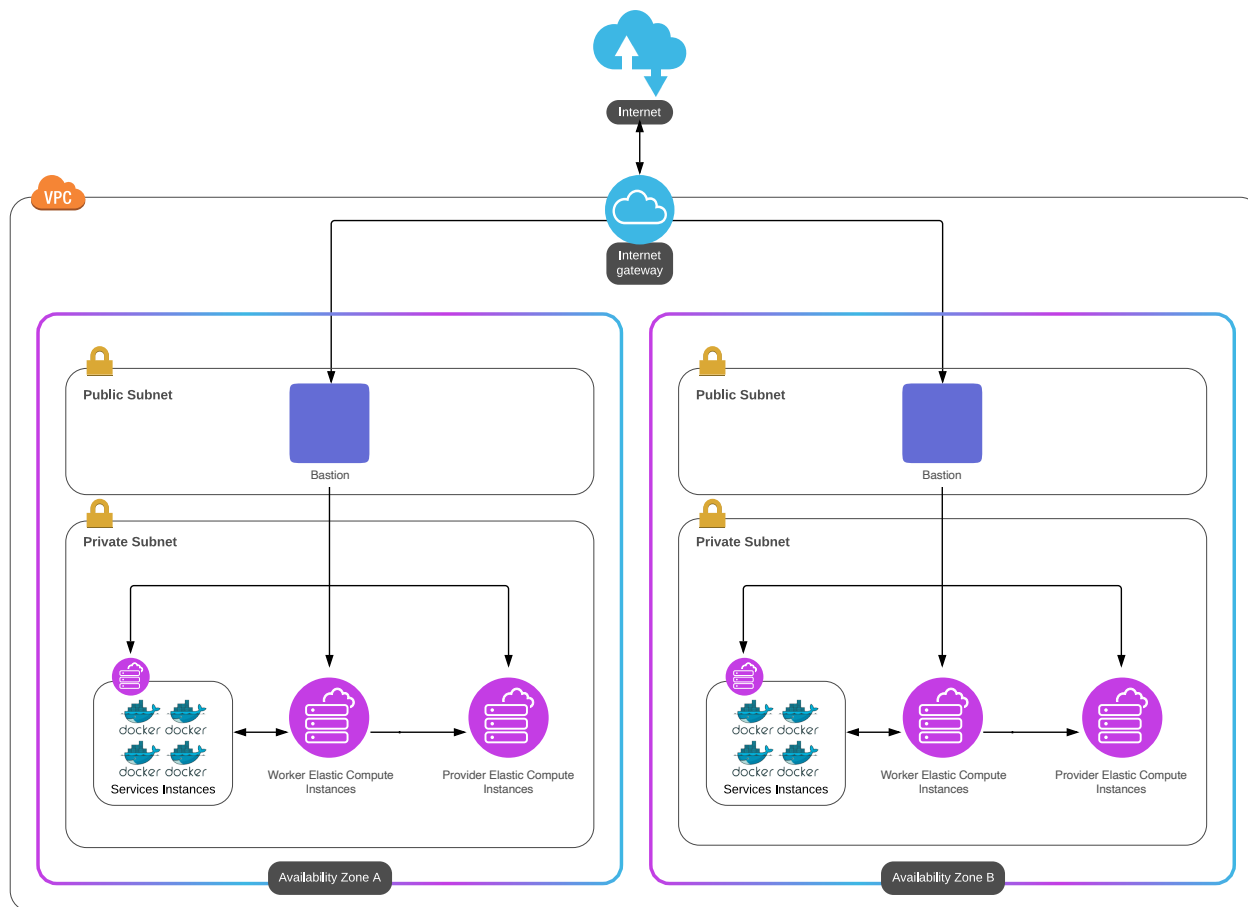 Internet
VPC
Internet
gateway
Public Subnet
Bastion
Private Subnet
docker docker
docker docker
Services Instances
Worker Elastic Compute
Instances
Provider Elastic Compute
Instances
Availability Zone A
Public Subnet
Bastion
Private Subnet
docker docker
docker docker
Services Instances
Worker Elastic Compute
Instances
Provider Elastic Compute
Instances
Availability Zone B